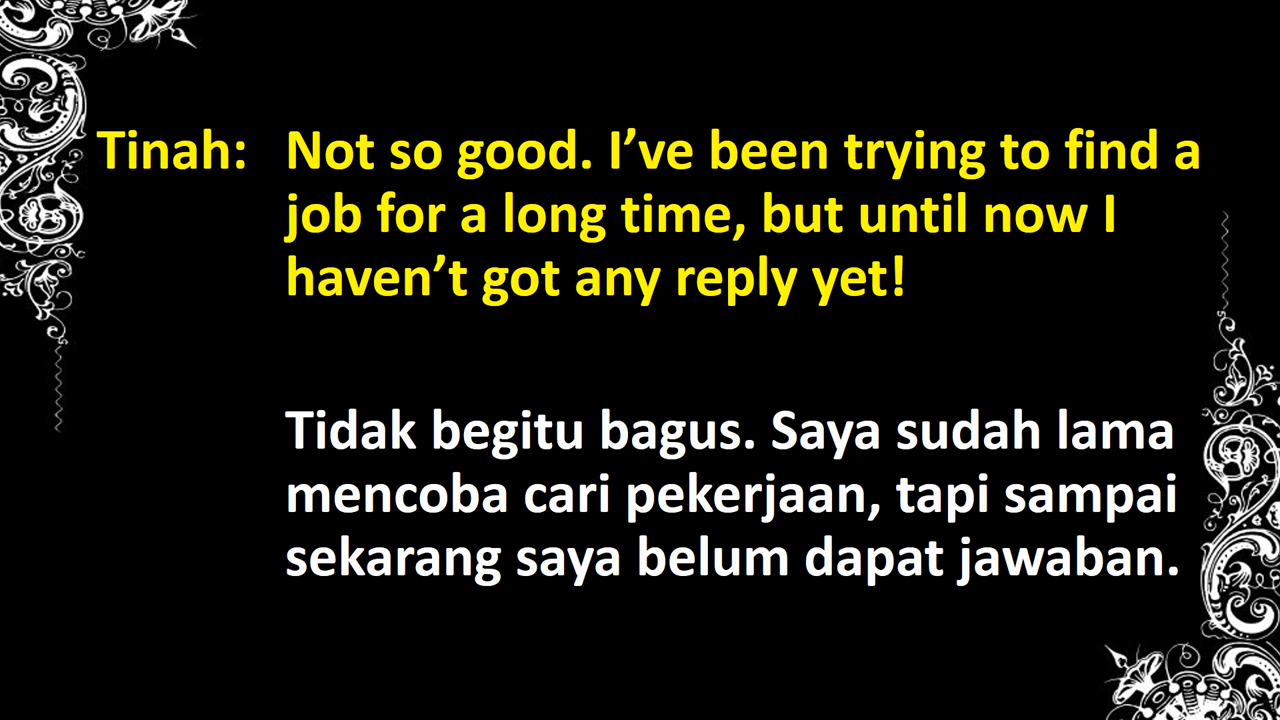 Tinah: Not so good. I’ve been trying to find a
job for a long time, but until now I
haven’t got any reply yet!
Tidak begitu bagus. Saya sudah lama
mencoba cari pekerjaan, tapi sampai
sekarang saya belum dapat jawaban.